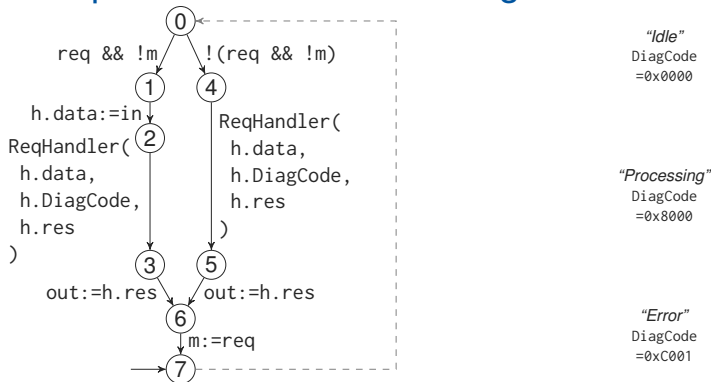 0
req && !m
!(req && !m)
1
4
h.data:=in
2
ReqHandler(
h.data,
h.DiagCode,
h.res
)
ReqHandler(
h.data,
h.DiagCode,
h.res
)
3
5
out:=h.res
out:=h.res
6
m:=req
7
"Idle"
DiagCode
=0x0000
"Processing"
DiagCode
=0x8000
"Error"
DiagCode
=0xC001